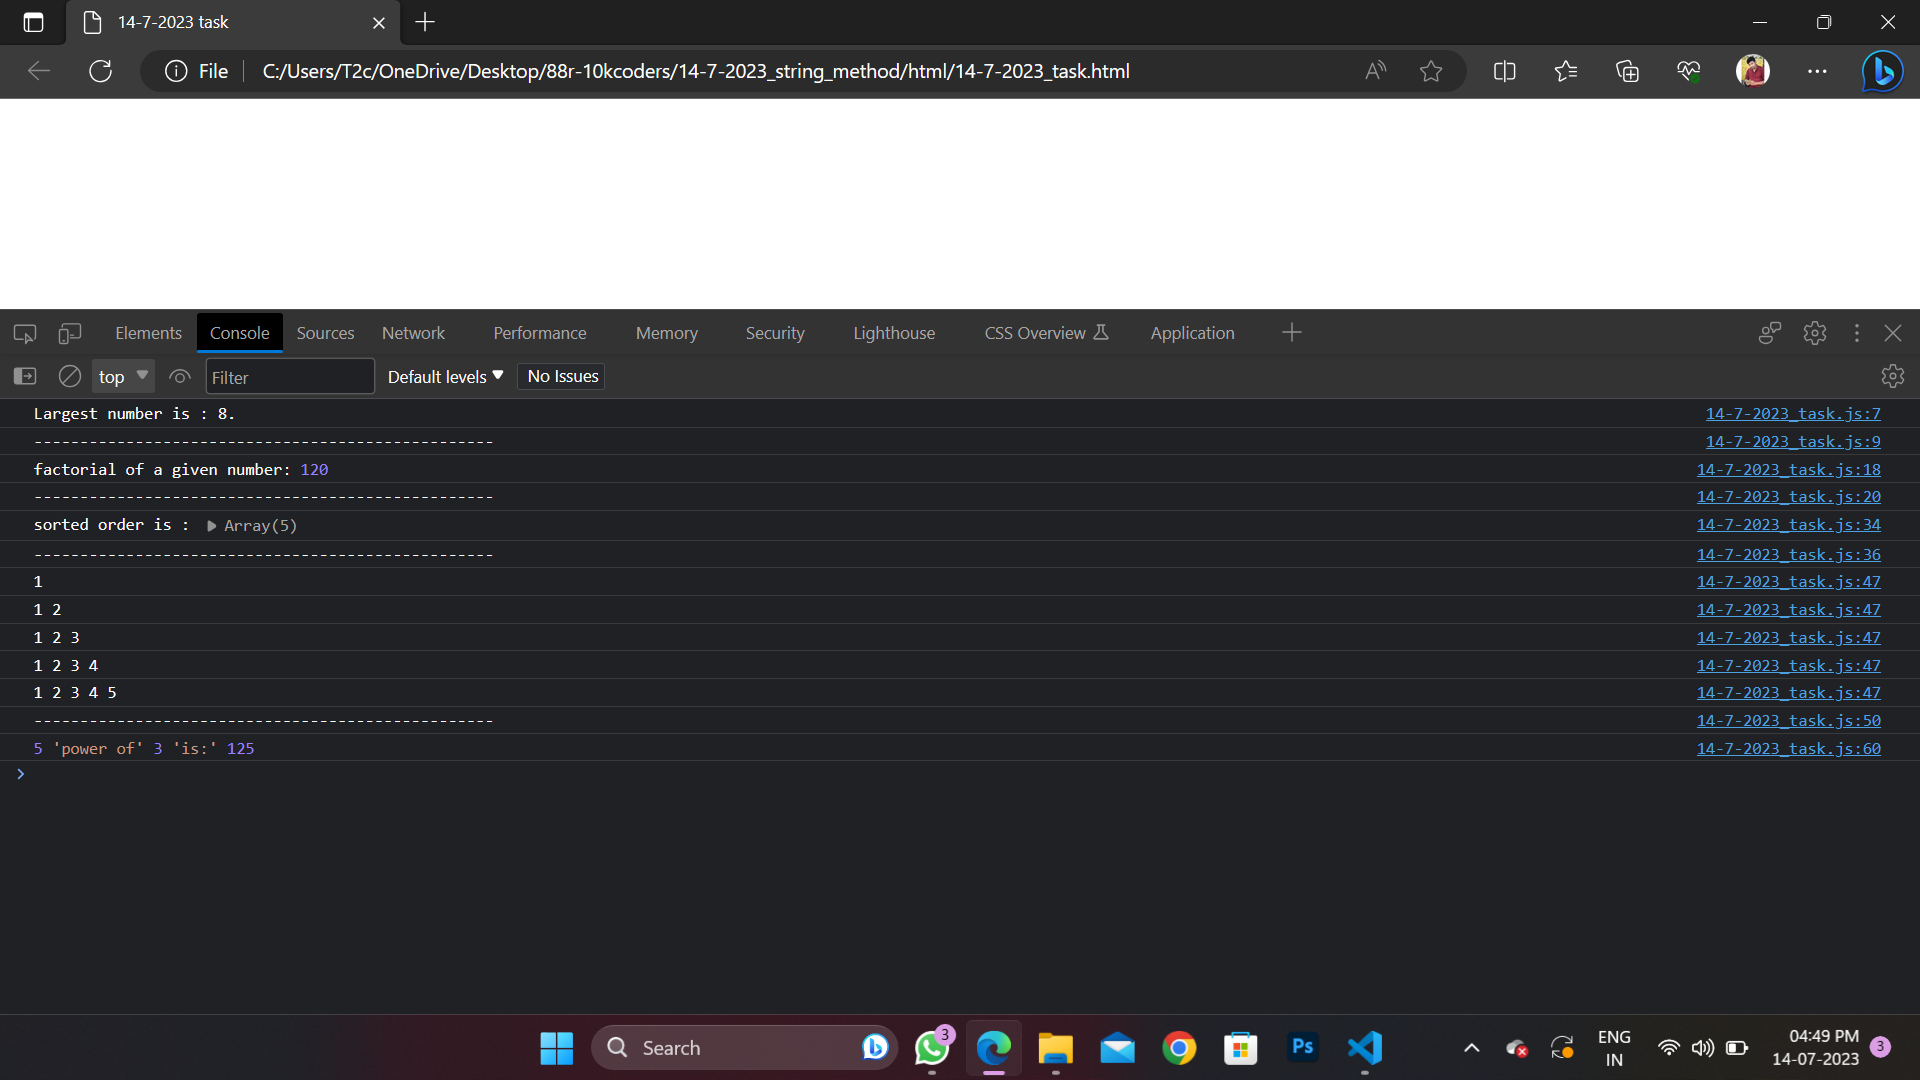 14-7-2023 task
File
C:/Users/T2c/OneDrive/Desktop/88r-10kcoders/14-7-2023_string_method/html/14-7-2023_task.html
Elements Console Sources Network Performance Memory Security Lighthouse CSS Overview Application
top Filter Default levels No Issues
Largest number is : 8. 14-7-2023_task.js:7
-------------------------------------------------- 14-7-2023_task.js:9
factorial of a given number: 120 14-7-2023_task.js:18
-------------------------------------------------- 14-7-2023_task.js:20
sorted order is : Array(5) 14-7-2023_task.js:34
-------------------------------------------------- 14-7-2023_task.js:36
1 14-7-2023_task.js:47
1 2 14-7-2023_task.js:47
1 2 3 14-7-2023_task.js:47
1 2 3 4 14-7-2023_task.js:47
1 2 3 4 5 14-7-2023_task.js:47
-------------------------------------------------- 14-7-2023_task.js:50
5 'power of' 3 'is:' 125 14-7-2023_task.js:60
Search
3
Ps
ENG
IN
04:49 PM
14-07-2023
3